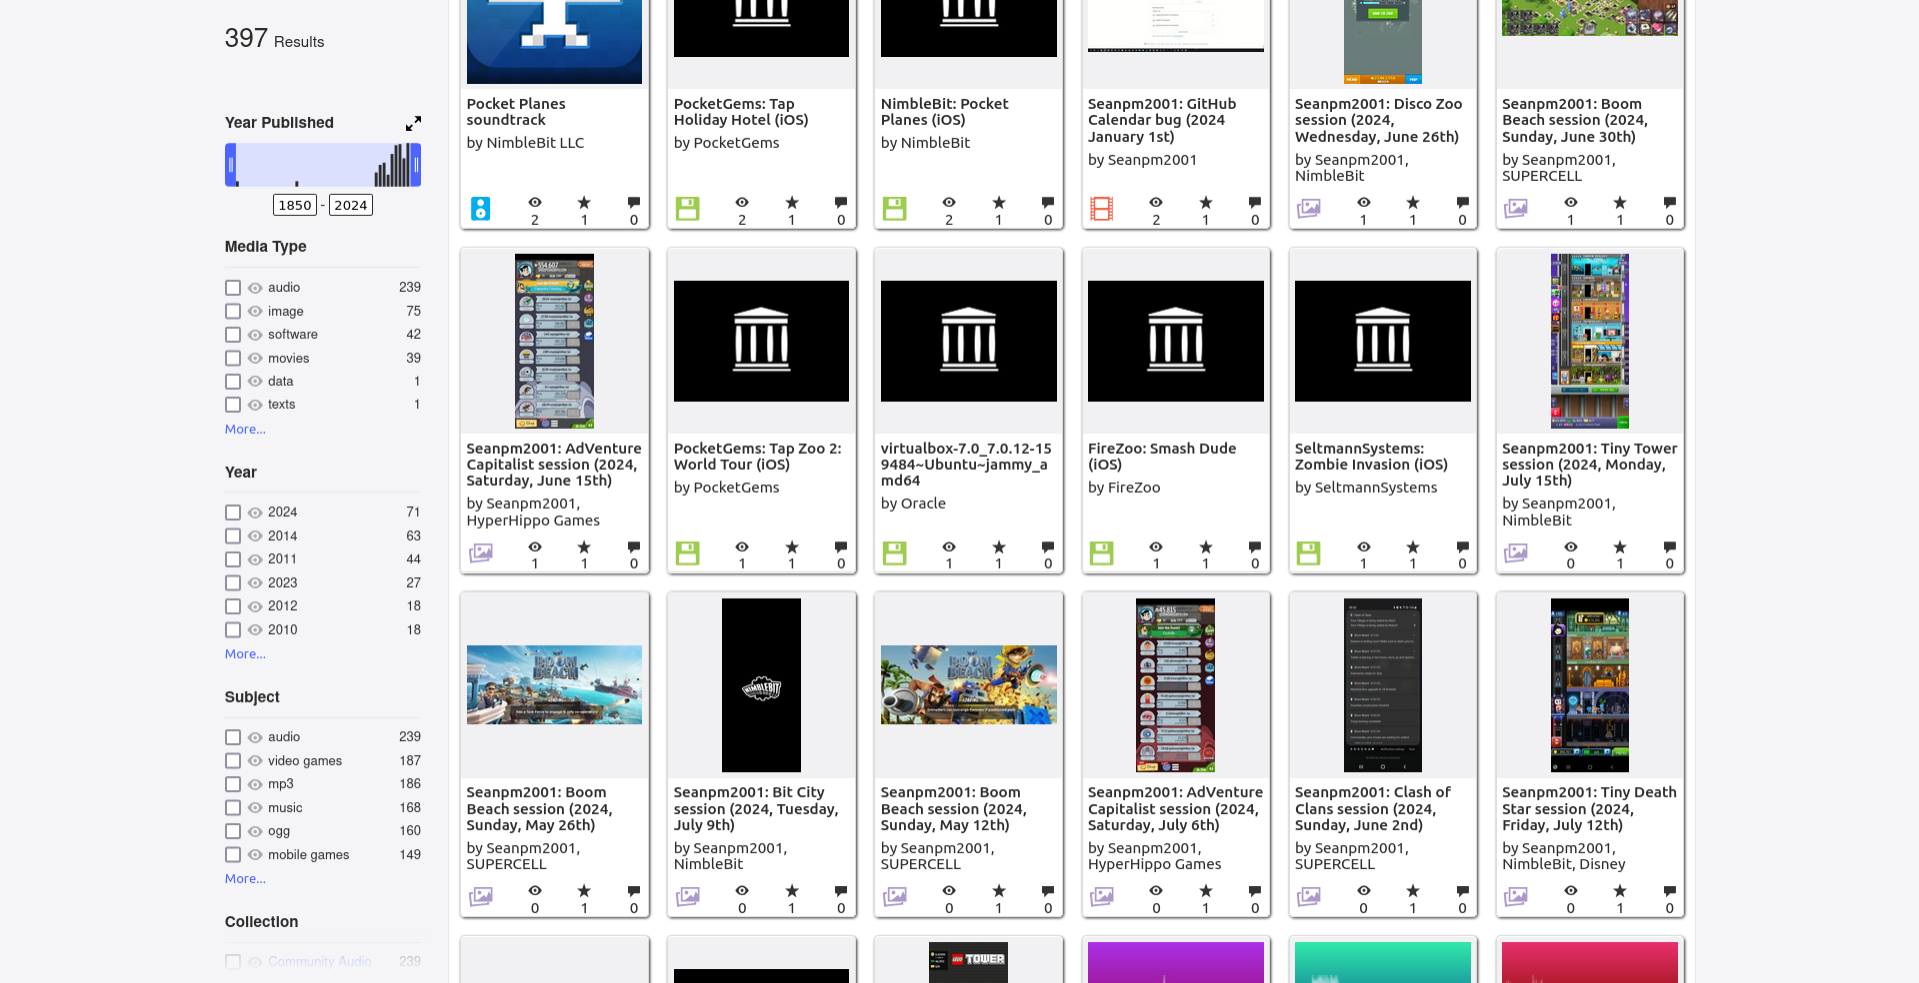 397 Results
Year Published
1850 - 2024
Media Type
audio 239
image 75
software 42
movies 39
data 1
texts 1
More...
Year
2024 71
2014 63
2011 44
2023 27
2012 18
2010 18
More...
Subject
audio 239
video games 187
mp3 186
music 168
ogg 160
mobile games 149
More...
Collection
Community Audio 239
Pocket Planes
soundtrack
by NimbleBit LLC
2 1 0
PocketGems: Tap
Holiday Hotel (iOS)
by PocketGems
2 1 0
NimbleBit: Pocket
Planes (iOS)
by NimbleBit
2 1 0
Seanpm2001: GitHub
Calendar bug (2024
January 1st)
by Seanpm2001
2 1 0
Seanpm2001: Disco Zoo
session (2024,
Wednesday, June 26th)
by Seanpm2001,
NimbleBit
1 1 0
Seanpm2001: Boom
Beach session (2024,
Sunday, June 30th)
by Seanpm2001,
SUPERCELL
1 1 0
Seanpm2001: AdVenture
Capitalist session (2024,
Saturday, June 15th)
by Seanpm2001,
HyperHippo Games
1 1 0
PocketGems: Tap Zoo 2:
World Tour (iOS)
by PocketGems
1 1 0
virtualbox-7.0_7.0.12-15
9484~Ubuntu~jammy_a
md64
by Oracle
1 1 0
FireZoo: Smash Dude
(iOS)
by FireZoo
1 1 0
SeltmannSystems:
Zombie Invasion (iOS)
by SeltmannSystems
1 1 0
Seanpm2001: Tiny Tower
session (2024, Monday,
July 15th)
by Seanpm2001,
NimbleBit
0 1 0
BOOM
BEACH
Seanpm2001: Boom
Beach session (2024,
Sunday, May 26th)
by Seanpm2001,
SUPERCELL
0 1 0
NIMBLEBIT
Seanpm2001: Bit City
session (2024, Tuesday,
July 9th)
by Seanpm2001,
NimbleBit
0 1 0
BOOM
BEACH
Seanpm2001: Boom
Beach session (2024,
Sunday, May 12th)
by Seanpm2001,
SUPERCELL
0 1 0
Seanpm2001: AdVenture
Capitalist session (2024,
Saturday, July 6th)
by Seanpm2001,
HyperHippo Games
0 1 0
Seanpm2001: Clash of
Clans session (2024,
Sunday, June 2nd)
by Seanpm2001,
SUPERCELL
0 1 0
Seanpm2001: Tiny Death
Star session (2024,
Friday, July 12th)
by Seanpm2001,
NimbleBit, Disney
0 1 0
LEGO TOWER